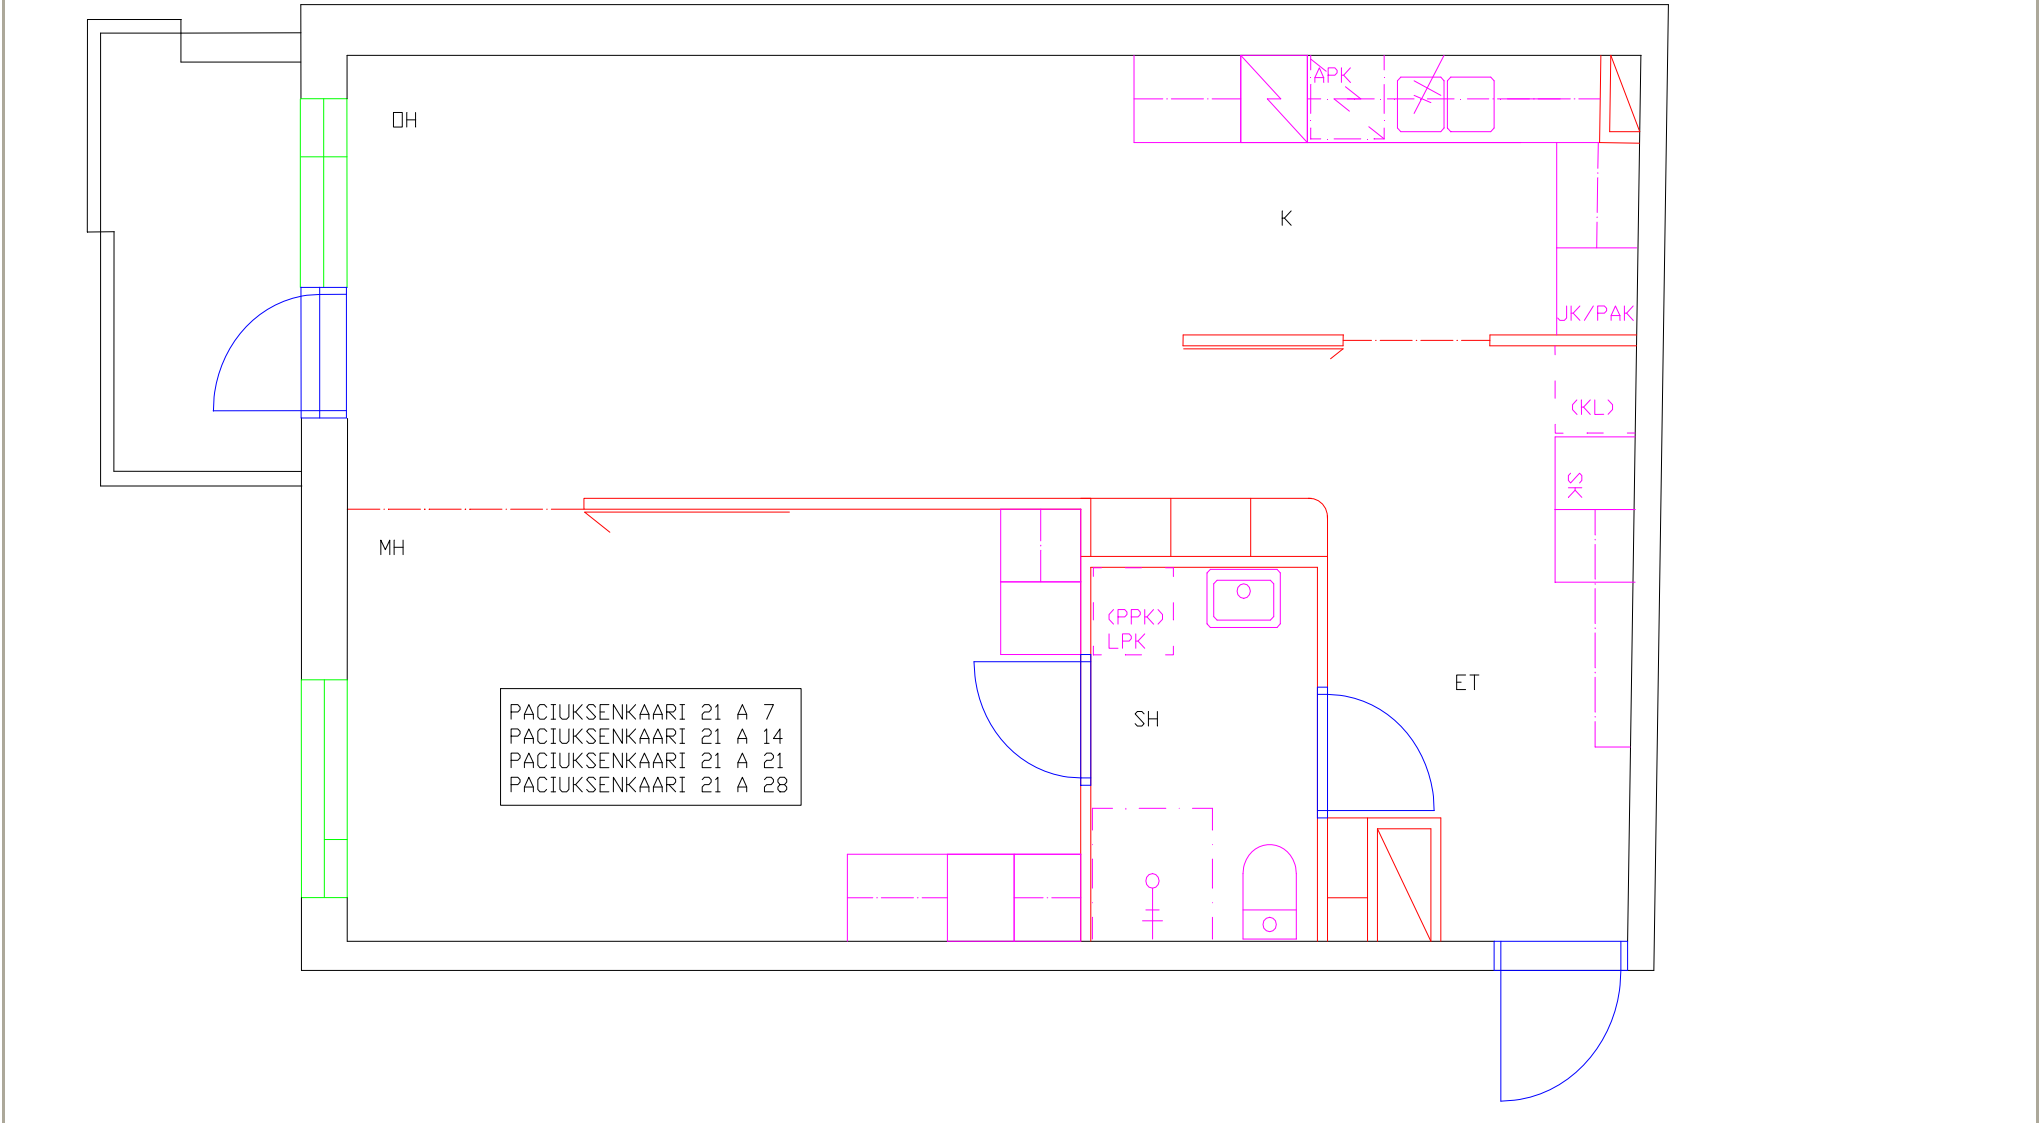 APK
OH
K
JK/PAK
(KL)
SK
MH
(PPK)
LPK
ET
SH
PACIUKSENKAARI 21 A 7
PACIUKSENKAARI 21 A 14
PACIUKSENKAARI 21 A 21
PACIUKSENKAARI 21 A 28